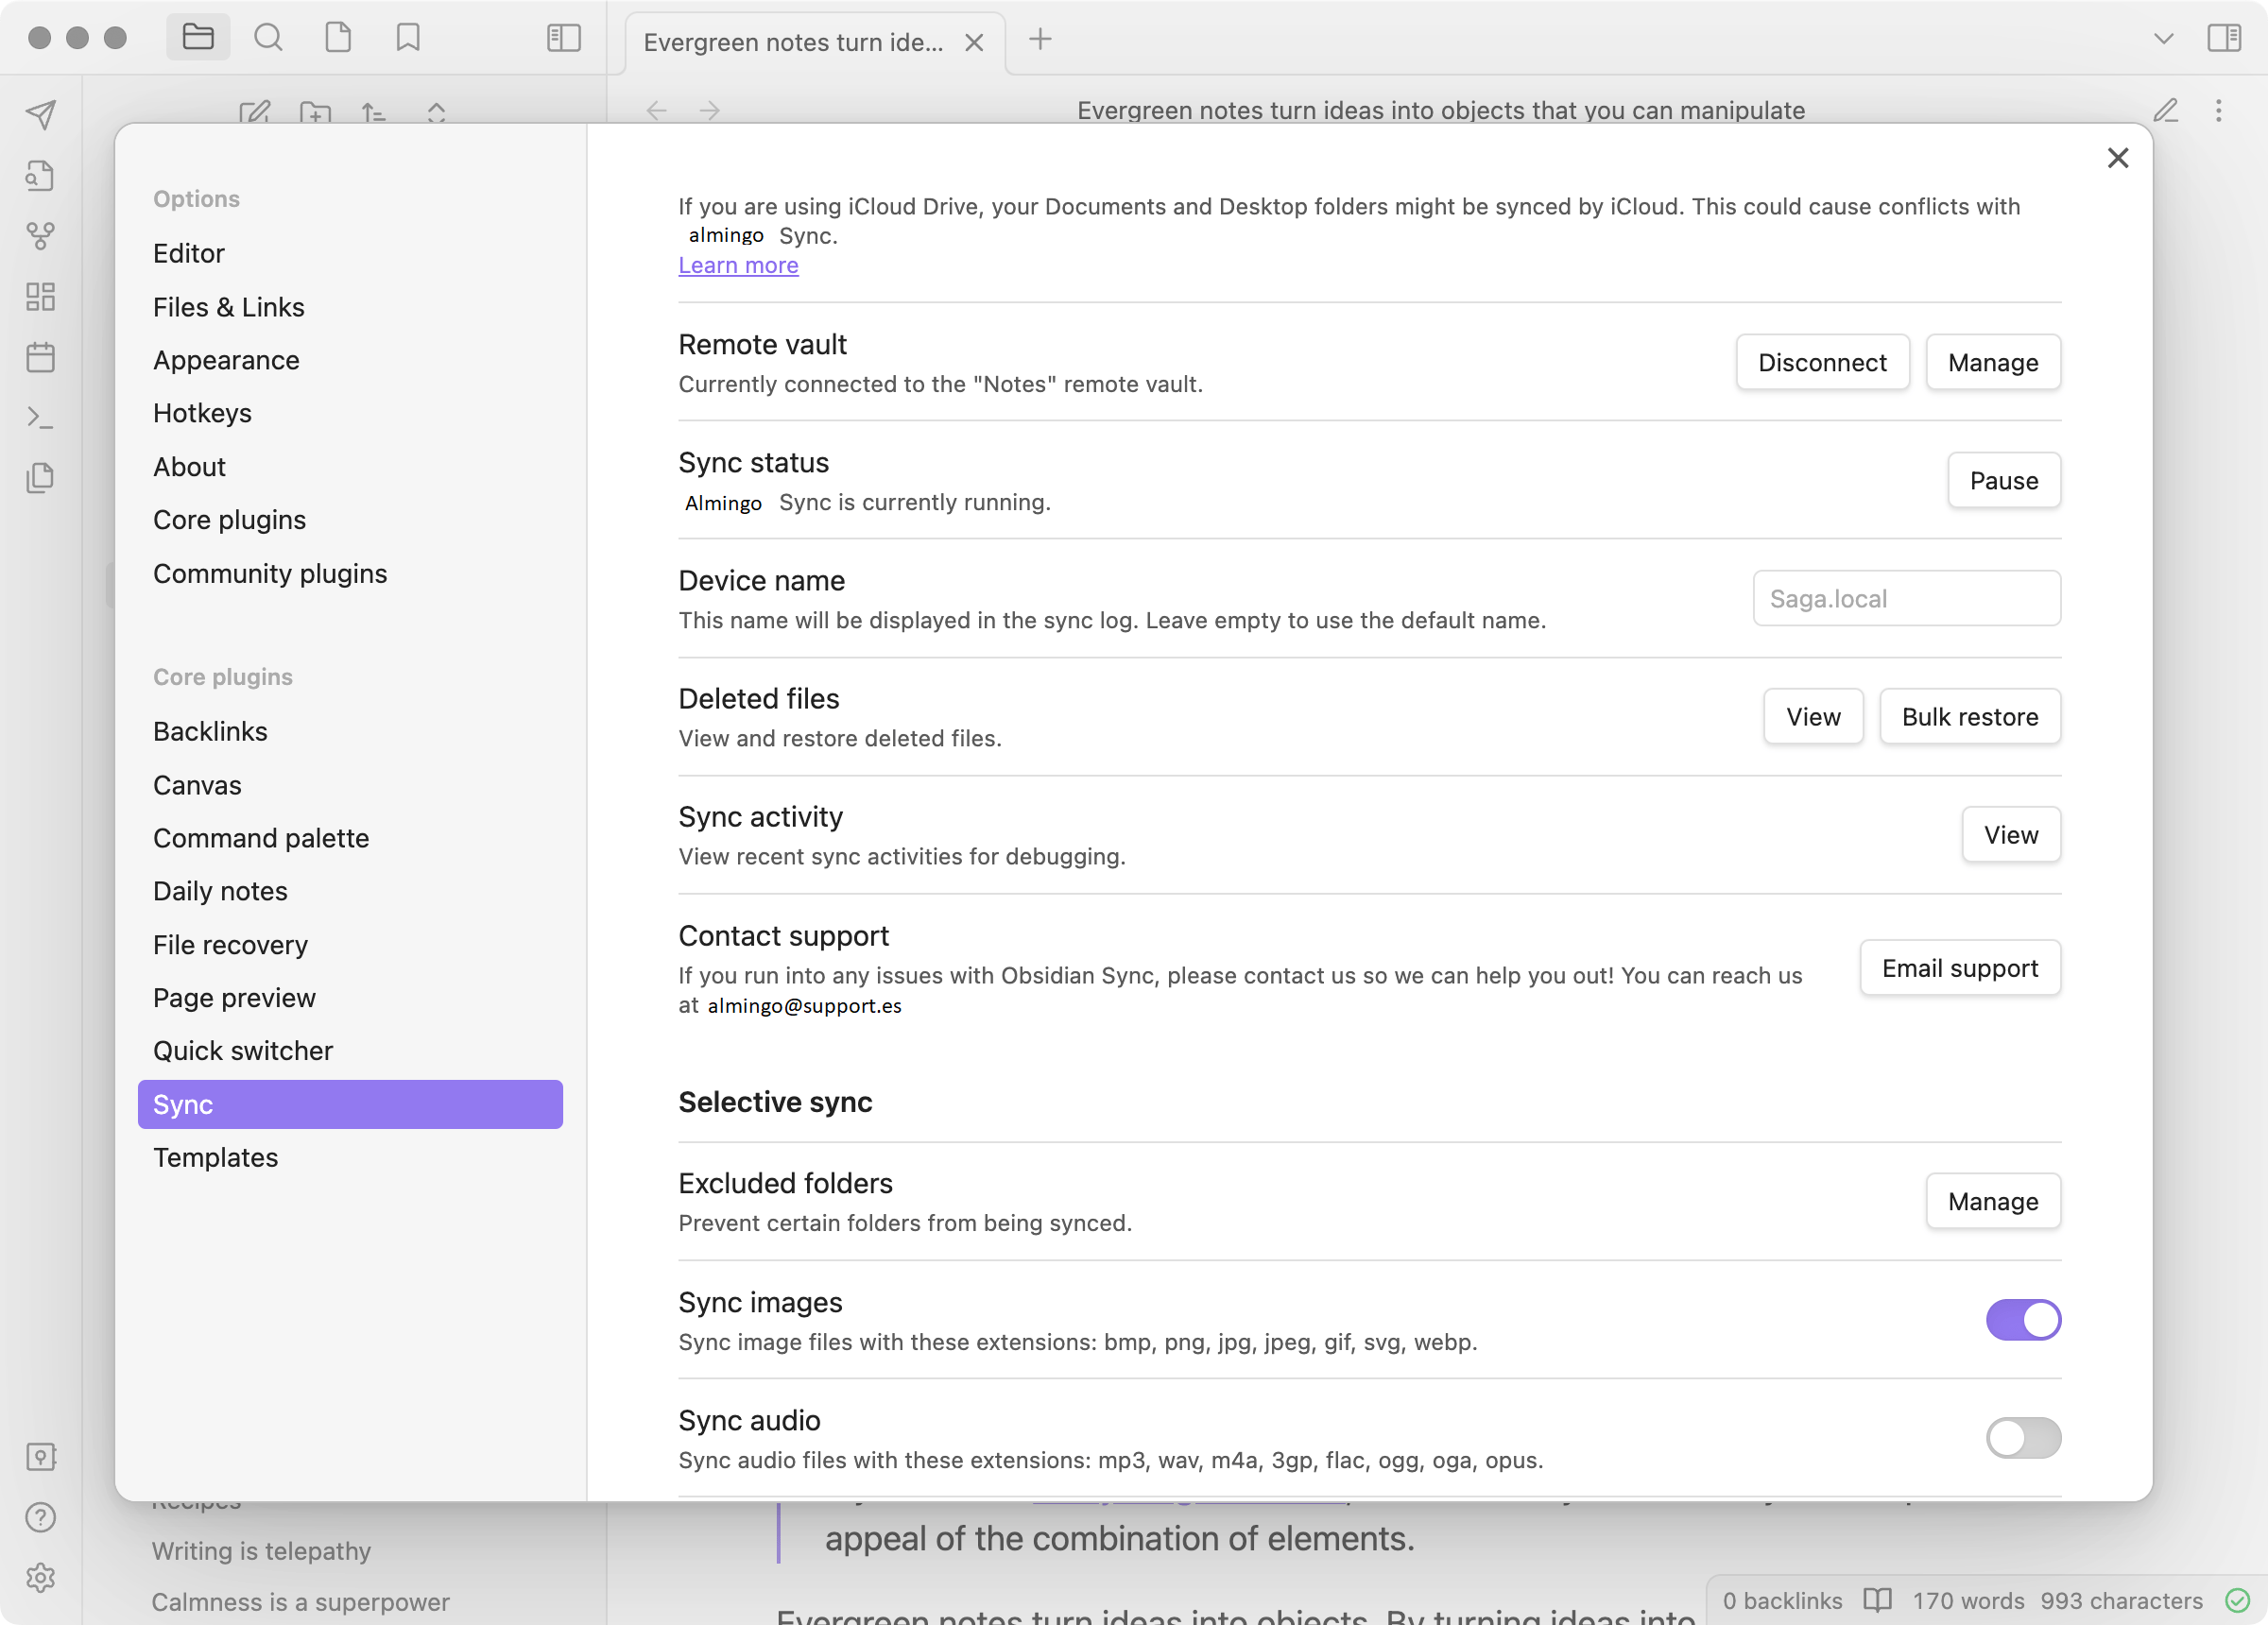 Evergreen notes turn ide...
Evergreen notes turn ideas into objects that you can manipulate
Options
Editor
Files & Links
Appearance
Hotkeys
About
Core plugins
Community plugins
Core plugins
Backlinks
Canvas
Command palette
Daily notes
File recovery
Page preview
Quick switcher
Sync
Templates
If you are using iCloud Drive, your Documents and Desktop folders might be synced by iCloud. This could cause conflicts with
almingo Sync.
Learn more
Remote vault
Currently connected to the "Notes" remote vault.
Disconnect
Manage
Sync status
Almingo Sync is currently running.
Pause
Device name
This name will be displayed in the sync log. Leave empty to use the default name.
Saga.local
Deleted files
View and restore deleted files.
View
Bulk restore
Sync activity
View recent sync activities for debugging.
View
Contact support
If you run into any issues with Obsidian Sync, please contact us so we can help you out! You can reach us
at almingo@support.es
Email support
Selective sync
Excluded folders
Prevent certain folders from being synced.
Manage
Sync images
Sync image files with these extensions: bmp, png, jpg, jpeg, gif, svg, webp.
Sync audio
Sync audio files with these extensions: mp3, wav, m4a, 3gp, flac, ogg, oga, opus.
Recipes
Writing is telepathy
Calmness is a superpower
appeal of the combination of elements.
Evergreen notes turn ideas into objects. By turning ideas into
0 backlinks
170 words
993 characters